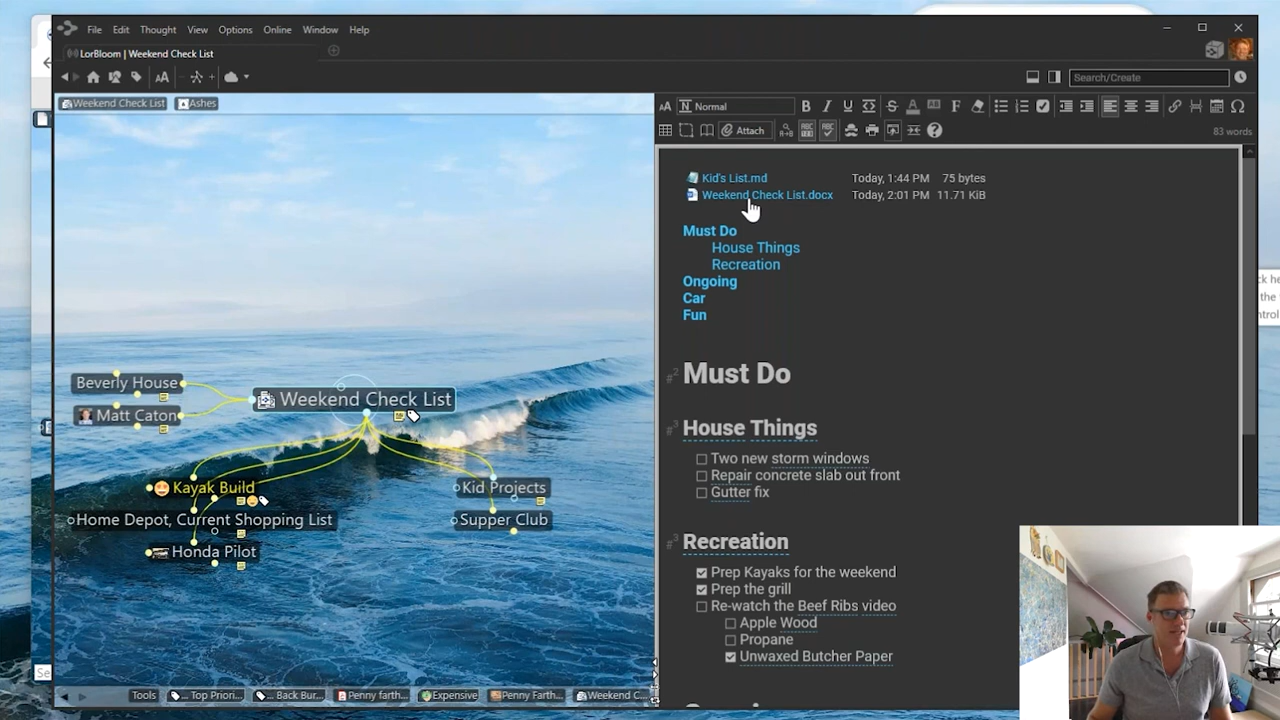 File Edit Thought View Options Online Window Help
LorBloom | Weekend Check List
Search/Create
Weekend Check List Ashes
Normal
Attach
83 words
Kid's List.md Today, 1:44 PM 75 bytes
Weekend Check List.docx Today, 2:01 PM 11.71 KiB
Must Do
House Things
Recreation
Ongoing
Car
Fun
Must Do
House Things
Two new storm windows
Repair concrete slab out front
Gutter fix
Recreation
Prep Kayaks for the weekend
Prep the grill
Re-watch the Beef Ribs video
Apple Wood
Propane
Unwaxed Butcher Paper
Beverly House
Matt Caton
Weekend Check List
Kayak Build
Home Depot, Current Shopping List
Honda Pilot
Kid Projects
Supper Club
Tools ... Top Priori... ... Back Bur... Penny farth... Expensive Penny Farth... Weekend C...